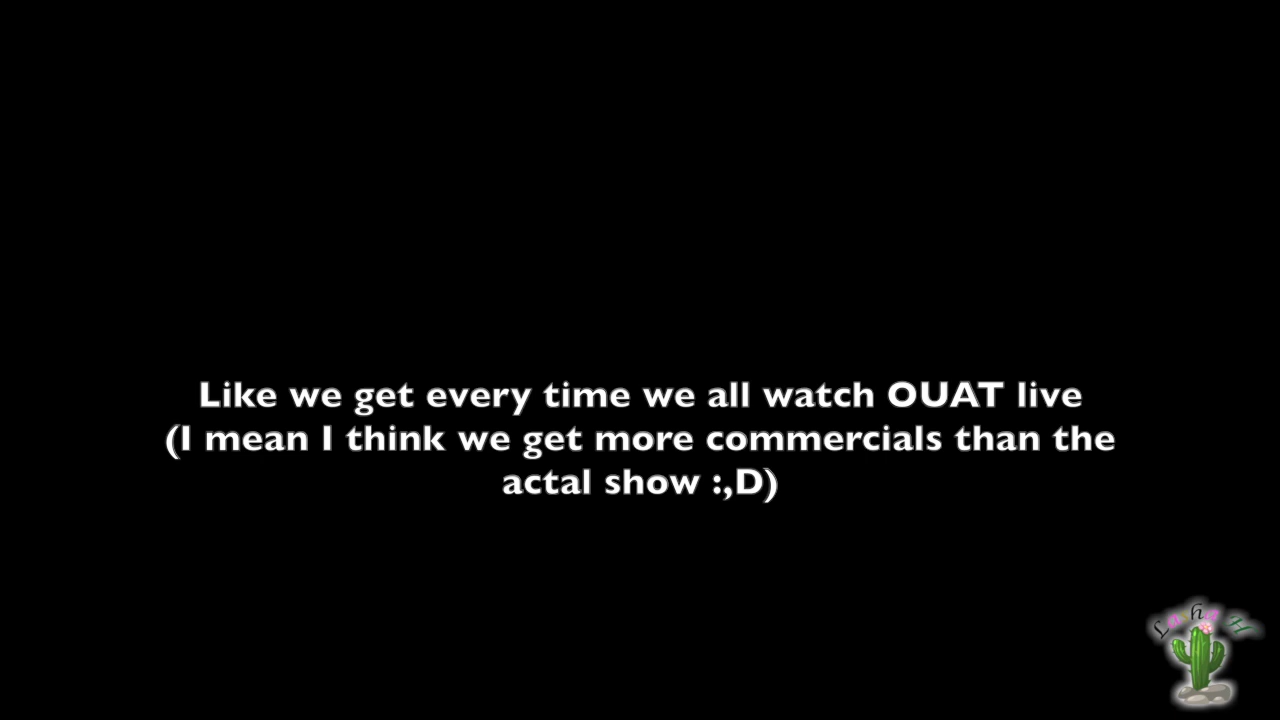 Like we get every time we all watch OUAT live
(I mean I think we get more commercials than the
actal show :,D)
Lasha H